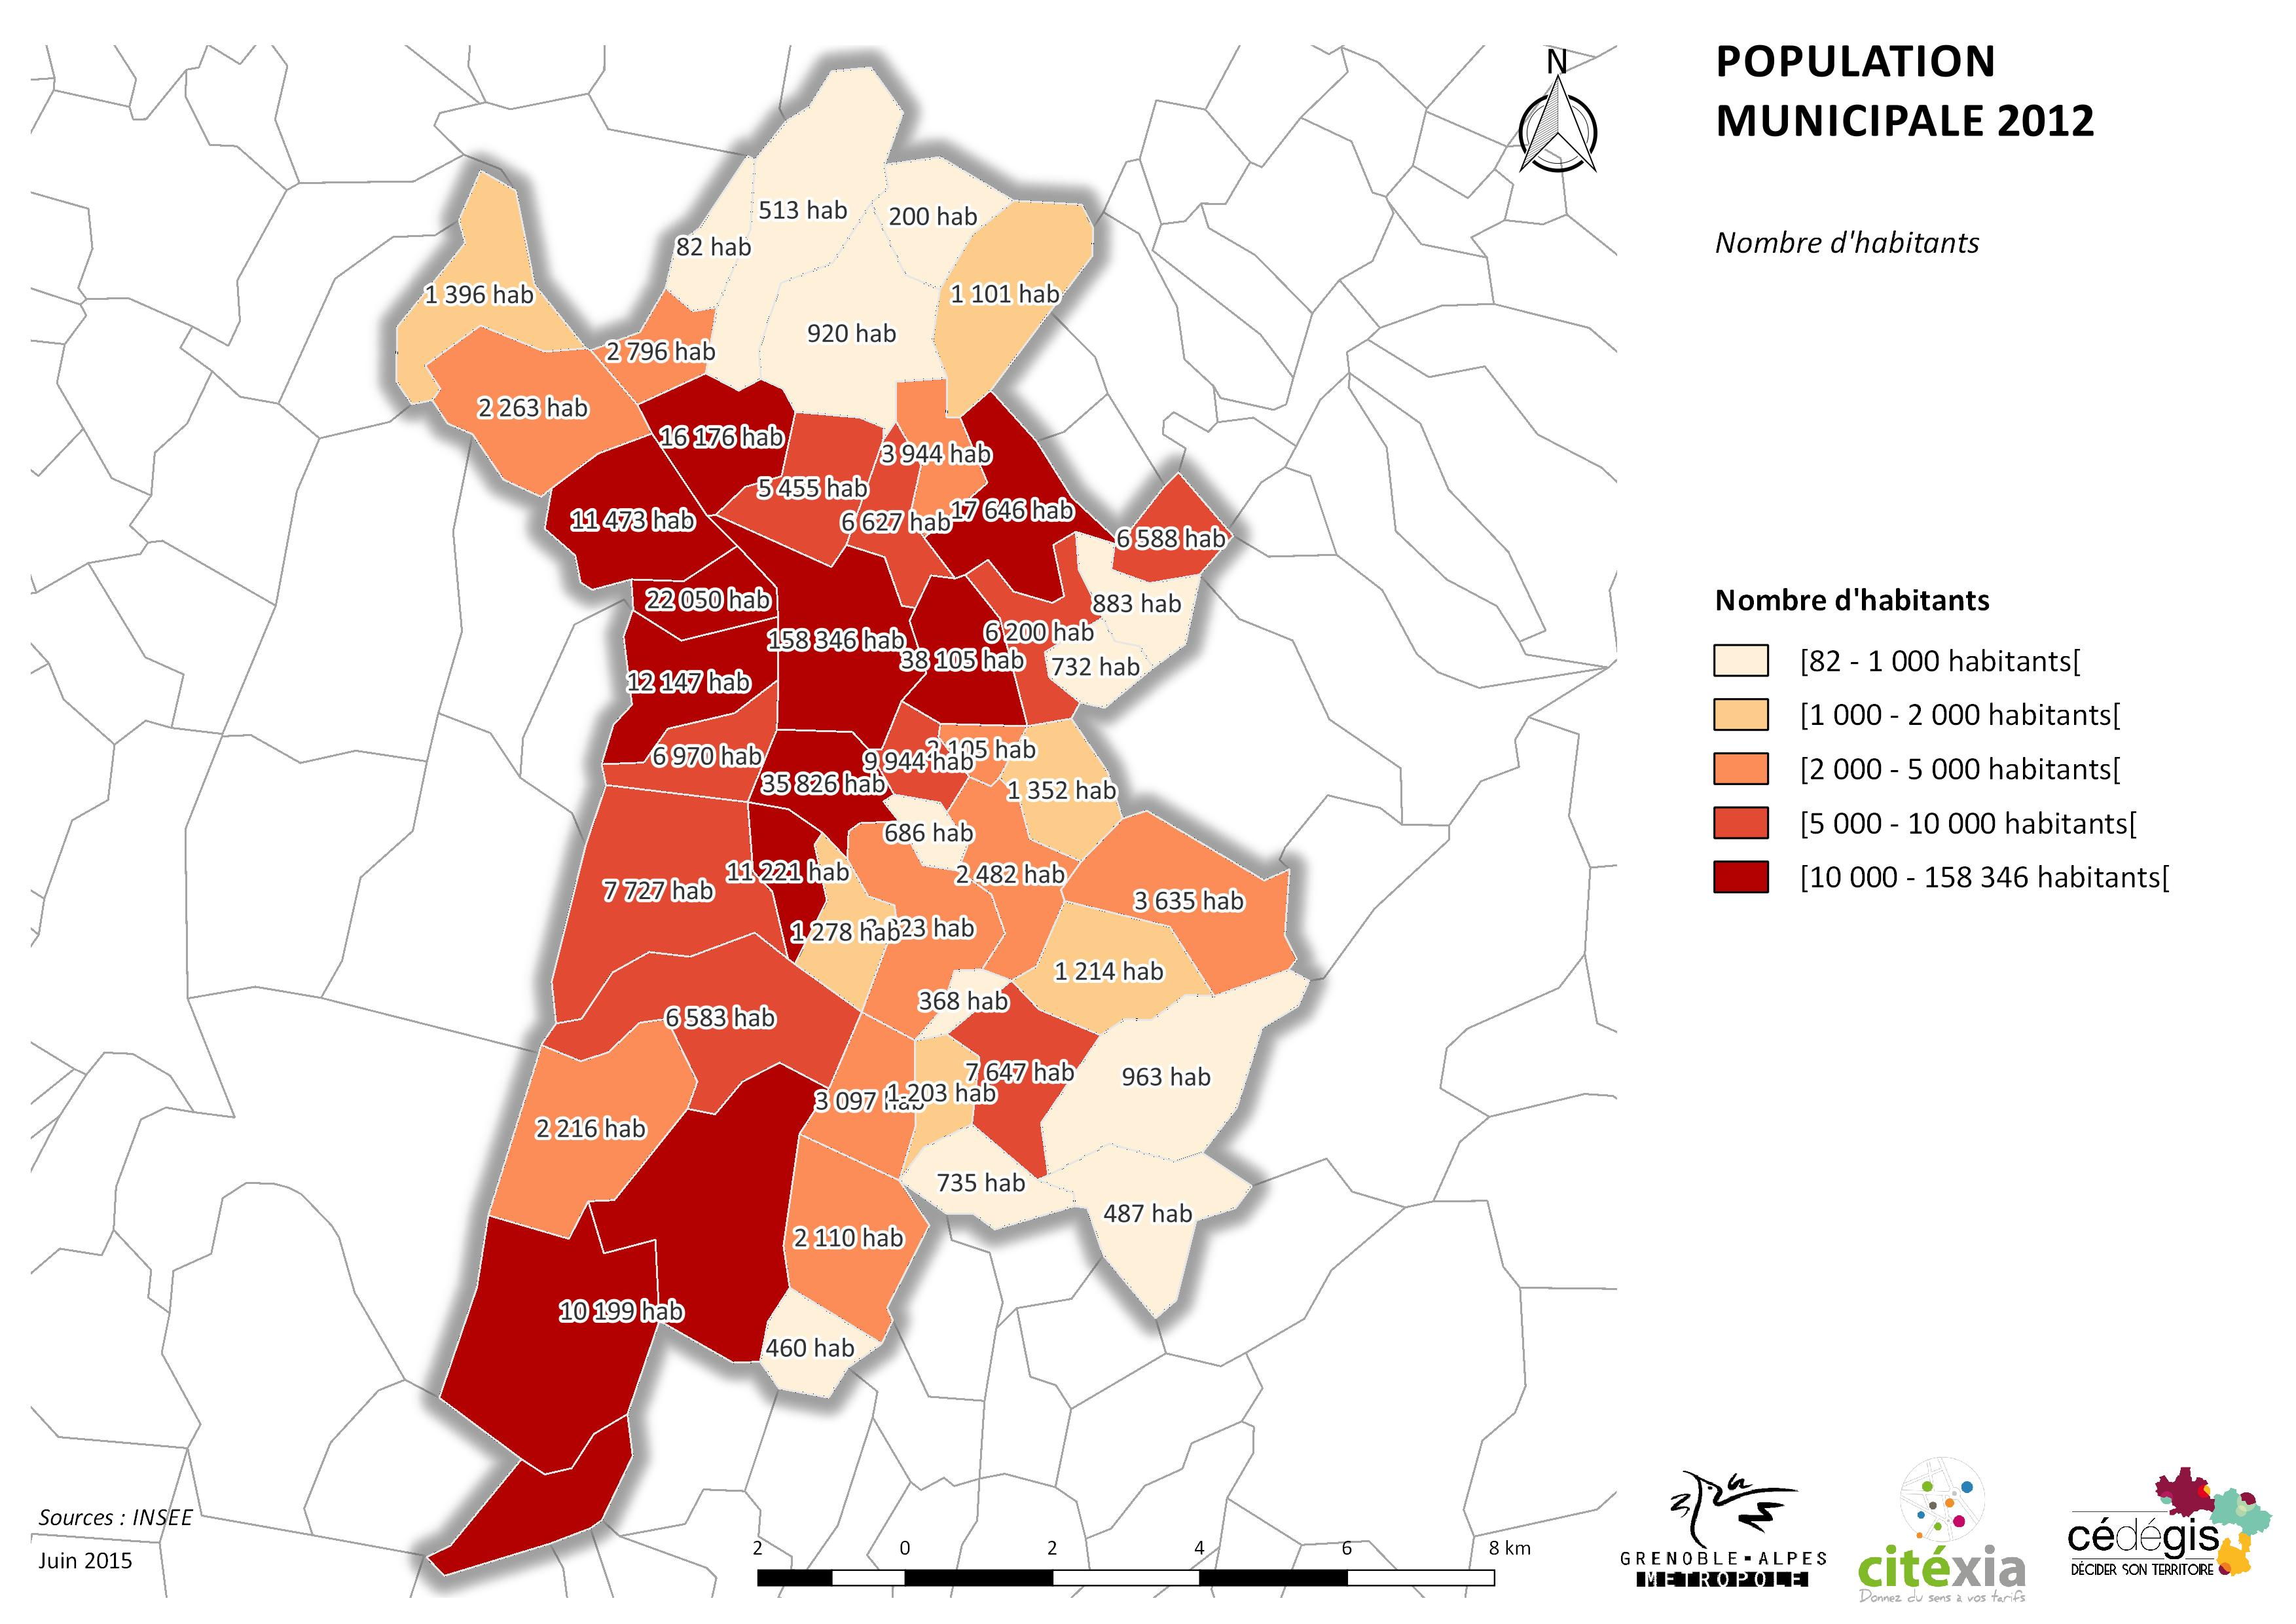 POPULATION
MUNICIPALE 2012
Nombre d'habitants
N
513 hab
200 hab
82 hab
1 396 hab
1 101 hab
920 hab
2 796 hab
2 263 hab
16 176 hab
3 944 hab
5 455 hab
17 646 hab
11 473 hab
6 627 hab
6 588 hab
22 050 hab
883 hab
6 200 hab
158 346 hab
38 105 hab
732 hab
12 147 hab
105 hab
6 970 hab
9 944 hab
35 826 hab
1 352 hab
686 hab
11 221 hab
2 482 hab
7 727 hab
3 635 hab
1 278 hab
23 hab
1 214 hab
368 hab
6 583 hab
7 647 hab
963 hab
1 203 hab
3 097 hab
2 216 hab
735 hab
487 hab
2 110 hab
10 199 hab
460 hab
Nombre d'habitants
[82 - 1 000 habitants[
[1 000 - 2 000 habitants[
[2 000 - 5 000 habitants[
[5 000 - 10 000 habitants[
[10 000 - 158 346 habitants[
Sources : INSEE
Juin 2015
2 0 2 4 6 8 km
GRENOBLE-ALPES
METROPOLE
citéxia
Donnez du sens à vos tarifs
cédégis
DÉCIDER SON TERRITOIRE